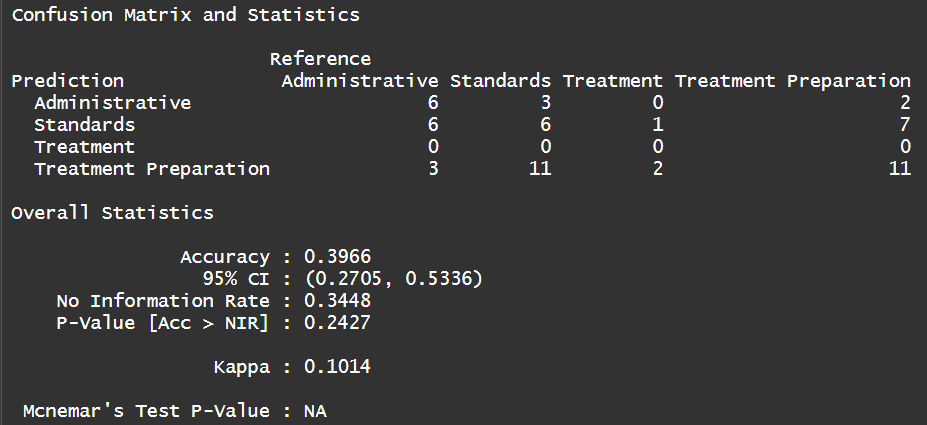 Confusion Matrix and Statistics
Reference
Prediction Administrative Standards Treatment Treatment Preparation
Administrative 6 3 0 2
Standards 6 6 1 7
Treatment 0 0 0 0
Treatment Preparation 3 11 2 11
Overall Statistics
Accuracy : 0.3966
95% CI : (0.2705, 0.5336)
No Information Rate : 0.3448
P-Value [Acc > NIR] : 0.2427
Kappa : 0.1014
Mcnemar's Test P-Value : NA